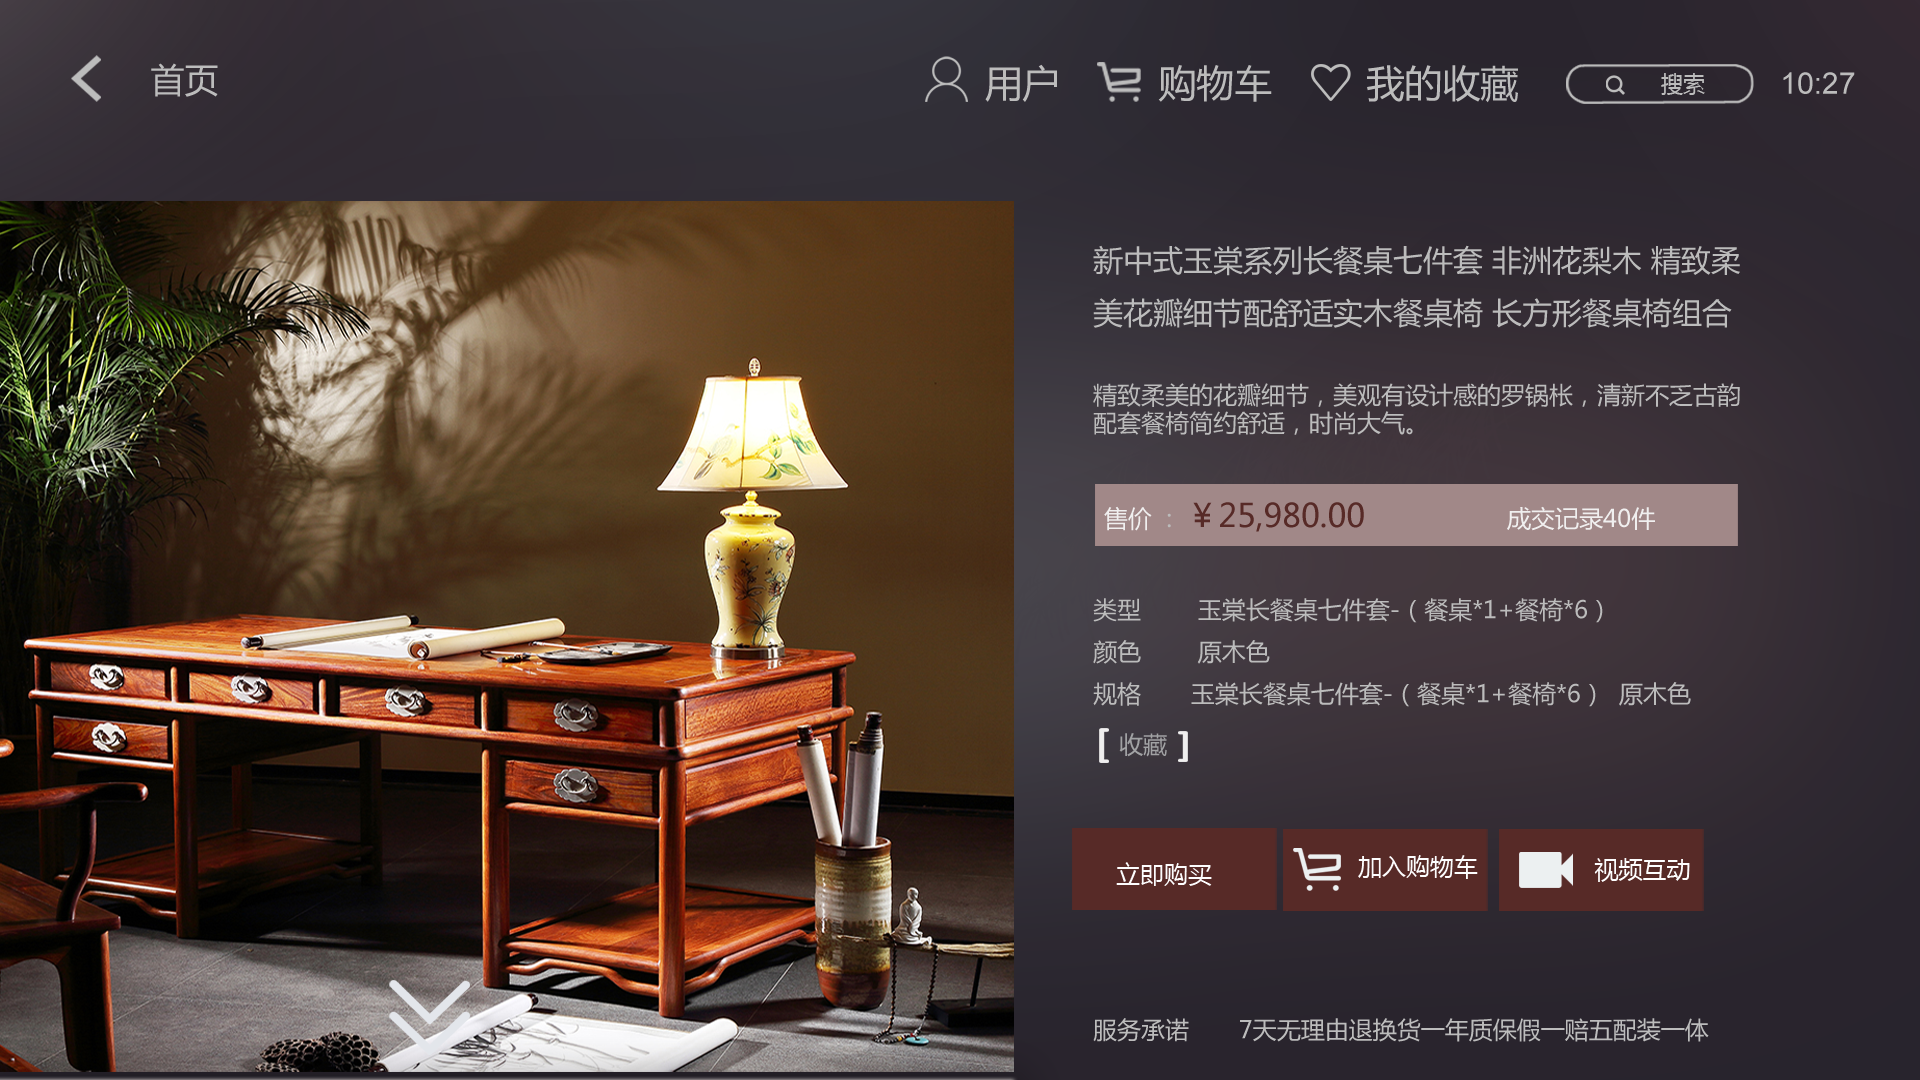 首页
用户 购物车 我的收藏 搜索 10:27
新中式玉棠系列长餐桌七件套 非洲花梨木 精致柔
美花瓣细节配舒适实木餐桌椅 长方形餐桌椅组合
精致柔美的花瓣细节，美观有设计感的罗锅枨，清新不乏古韵
配套餐椅简约舒适，时尚大气。
售价 : ¥ 25,980.00 成交记录40件
类型 玉棠长餐桌七件套-（餐桌*1+餐椅*6）
颜色 原木色
规格 玉棠长餐桌七件套-（餐桌*1+餐椅*6） 原木色
[ 收藏 ]
立即购买 加入购物车 视频互动
服务承诺 7天无理由退换货一年质保假一赔五配装一体